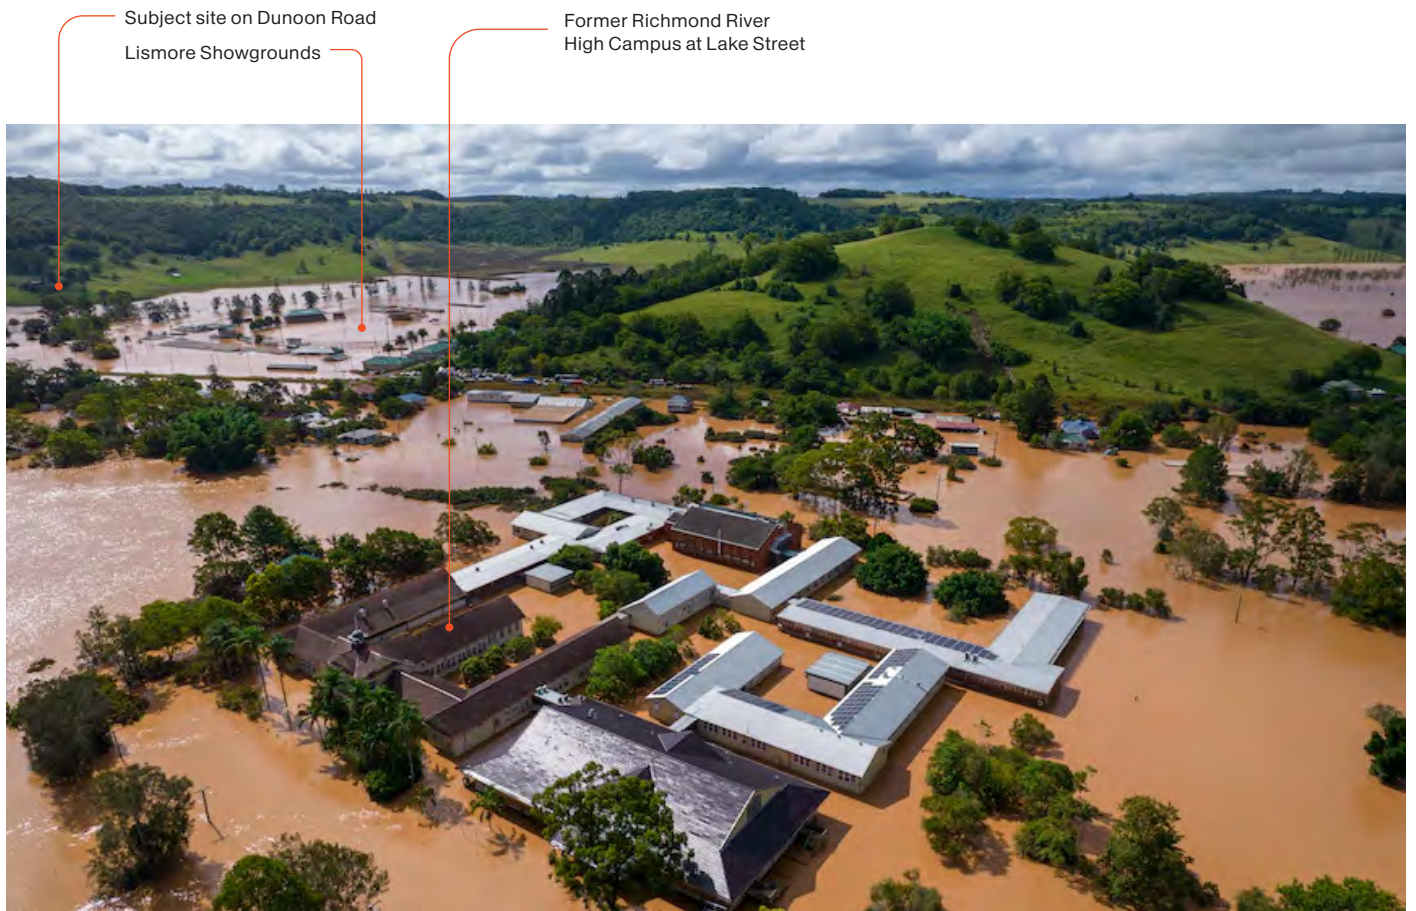 Subject site on Dunoon Road
Lismore Showgrounds
Former Richmond River
High Campus at Lake Street